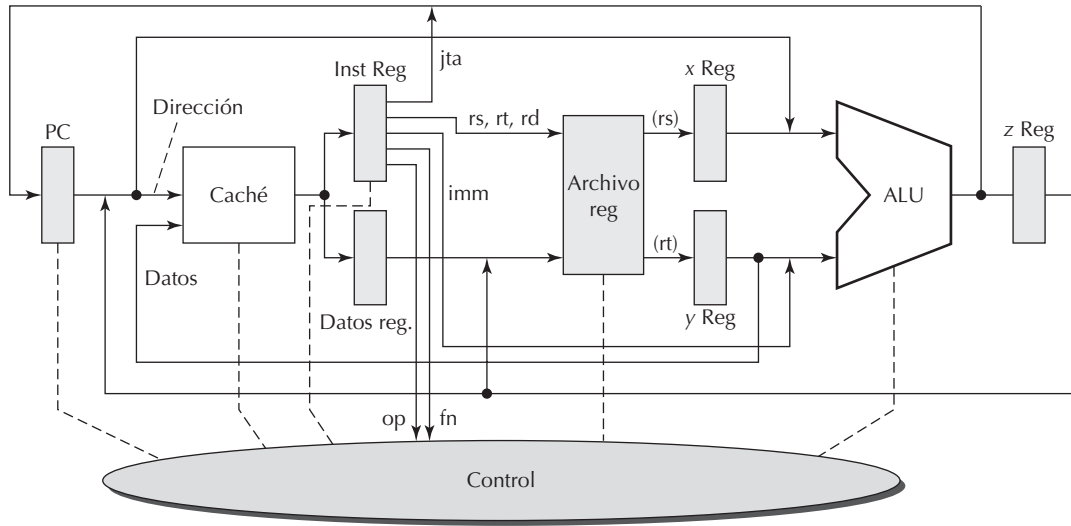 jta
Inst Reg
x Reg
Dirección
PC
rs, rt, rd
(rs)
z Reg
Caché
imm
Archivo
reg
ALU
(rt)
Datos
Datos reg.
y Reg
op
fn
Control